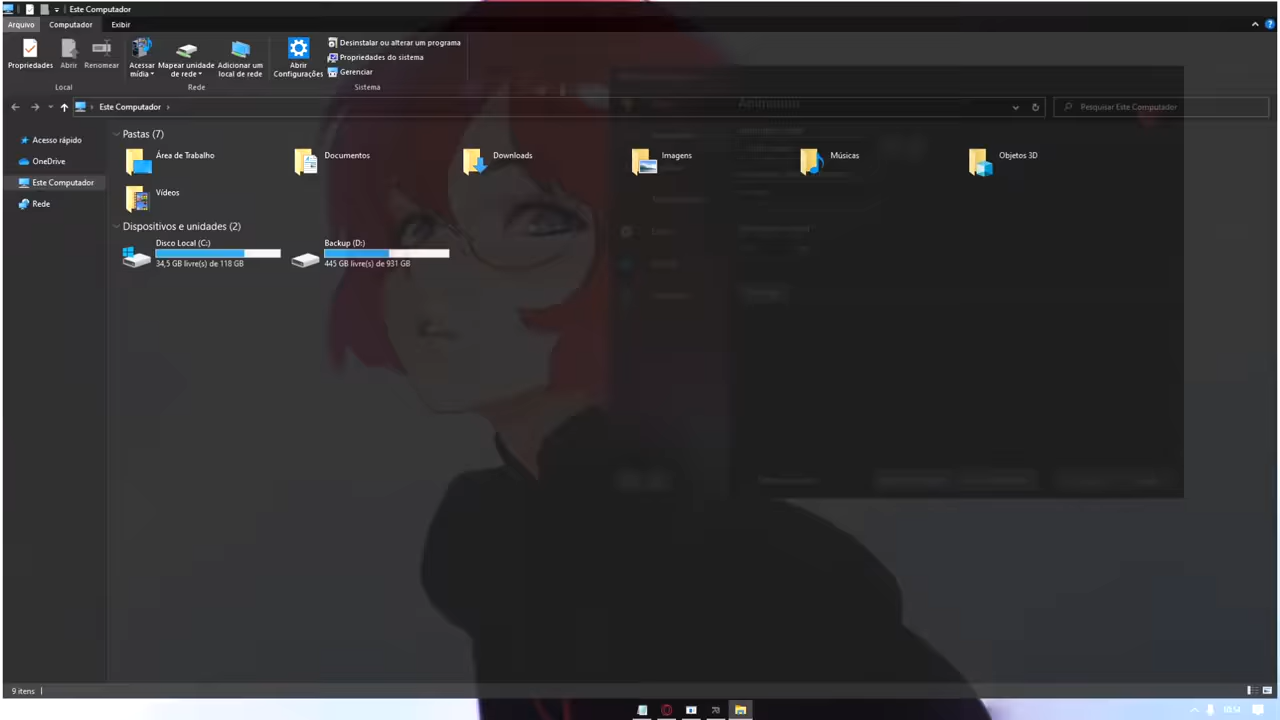 Este Computador
Arquivo
Computador
Exibir
Propriedades
Abrir
Renomear
Acessar mídia
Mapear unidade de rede
Adicionar um local de rede
Abrir Configurações
Desinstalar ou alterar um programa
Propriedades do sistema
Gerenciar
Local
Rede
Sistema
Este Computador
Pesquisar Este Computador
Acesso rápido
OneDrive
Este Computador
Rede
Pastas (7)
Área de Trabalho
Documentos
Downloads
Imagens
Músicas
Objetos 3D
Vídeos
Dispositivos e unidades (2)
Disco Local (C:)
34,5 GB livre(s) de 118 GB
Backup (D:)
445 GB livre(s) de 931 GB
9 itens